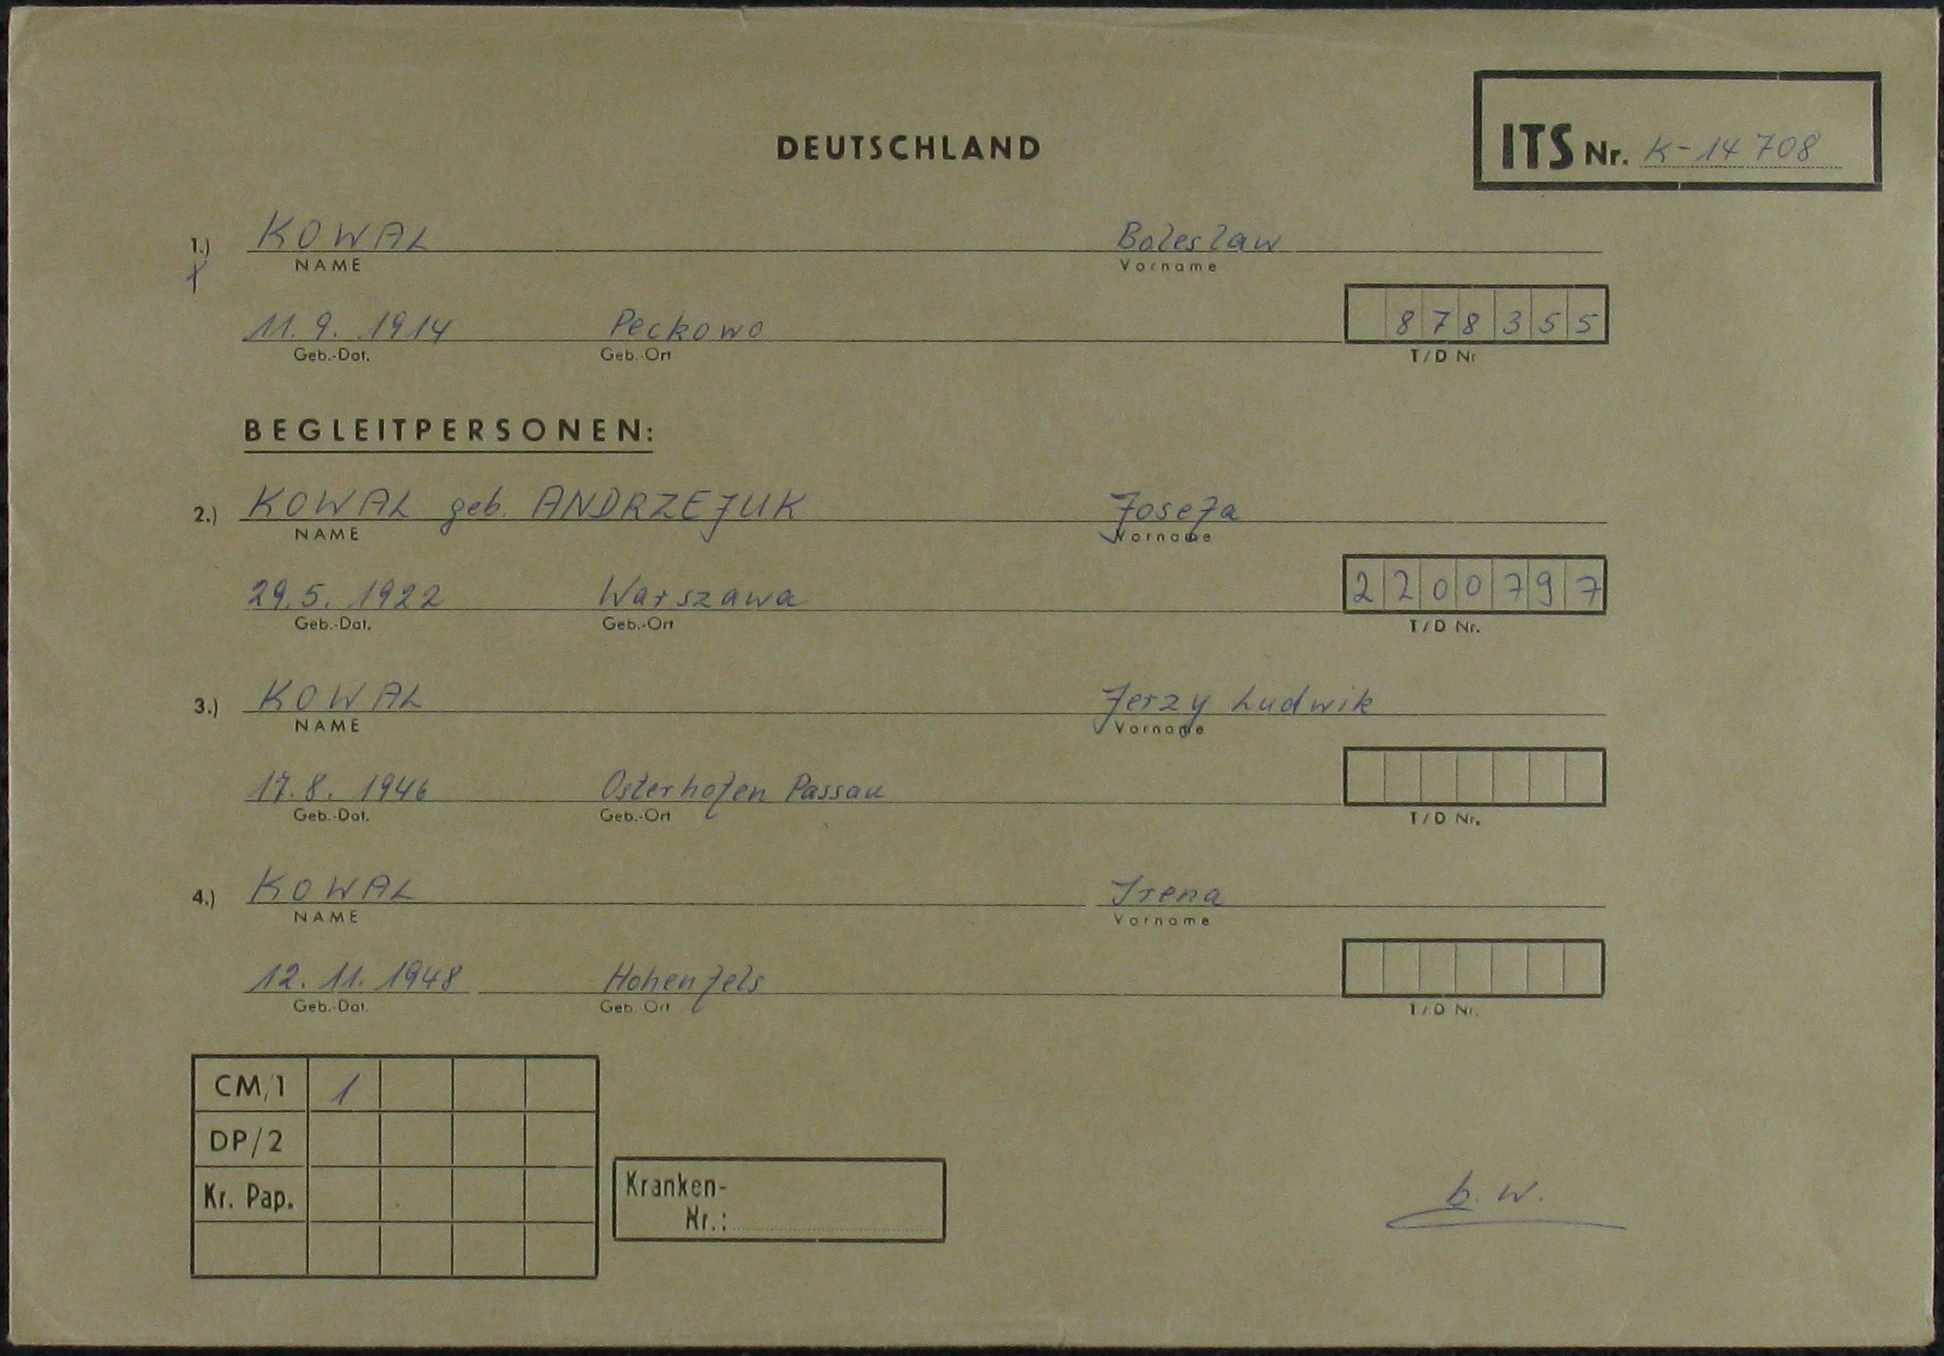 DEUTSCHLAND
ITS Nr. K-14 708
1.) KOWAL Boleslaw
NAME Vorname
11. 9. 1914 Peckowo 878355
Geb.-Dat. Geb.-Ort T/D Nr
BEGLEITPERSONEN:
2.) KOWAL geb. ANDRZEJUK Josefa
NAME Vorname
29. 5. 1922 Warszawa 2200797
Geb.-Dat. Geb.-Ort T/D Nr.
3.) KOWAL Jerzy Ludwik
NAME Vorname
17. 8. 1946 Osterhofen Passau
Geb.-Dat. Geb.-Ort T/D Nr.
4.) KOWAL Irena
NAME Vorname
12. 11. 1948 Hohenfels
Geb.-Dat. Geb.-Ort T/D Nr.
CM/1 1
DP/2
Kr. Pap.
Kranken-
Nr.:
b. w.